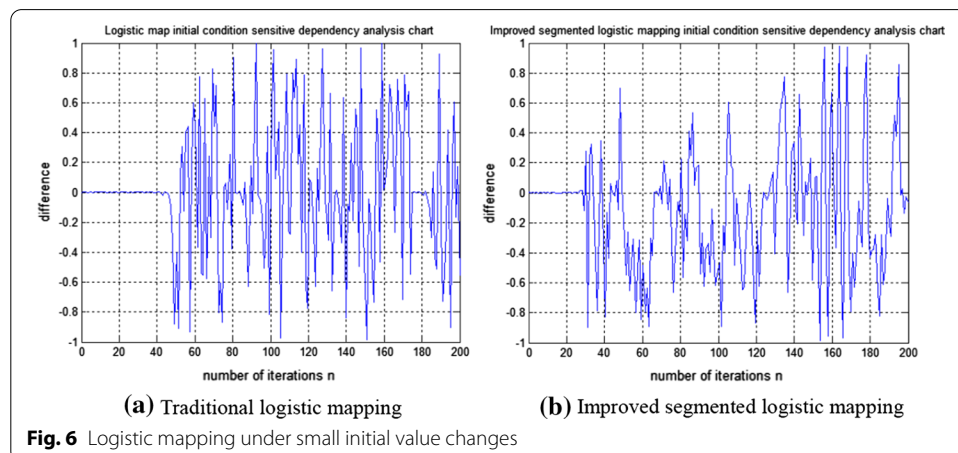 Logistic map initial condition sensitive dependency analysis chart
1
0.8
0.6
0.4
0.2
0
-0.2
-0.4
-0.6
-0.8
-1
difference
0 20 40 60 80 100 120 140 160 180 200
number of iterations n
(a) Traditional logistic mapping
Improved segmented logistic mapping initial condition sensitive dependency analysis chart
1
0.8
0.6
0.4
0.2
0
-0.2
-0.4
-0.6
-0.8
-1
difference
0 20 40 60 80 100 120 140 160 180 200
number of iterations n
(b) Improved segmented logistic mapping
Fig. 6 Logistic mapping under small initial value changes